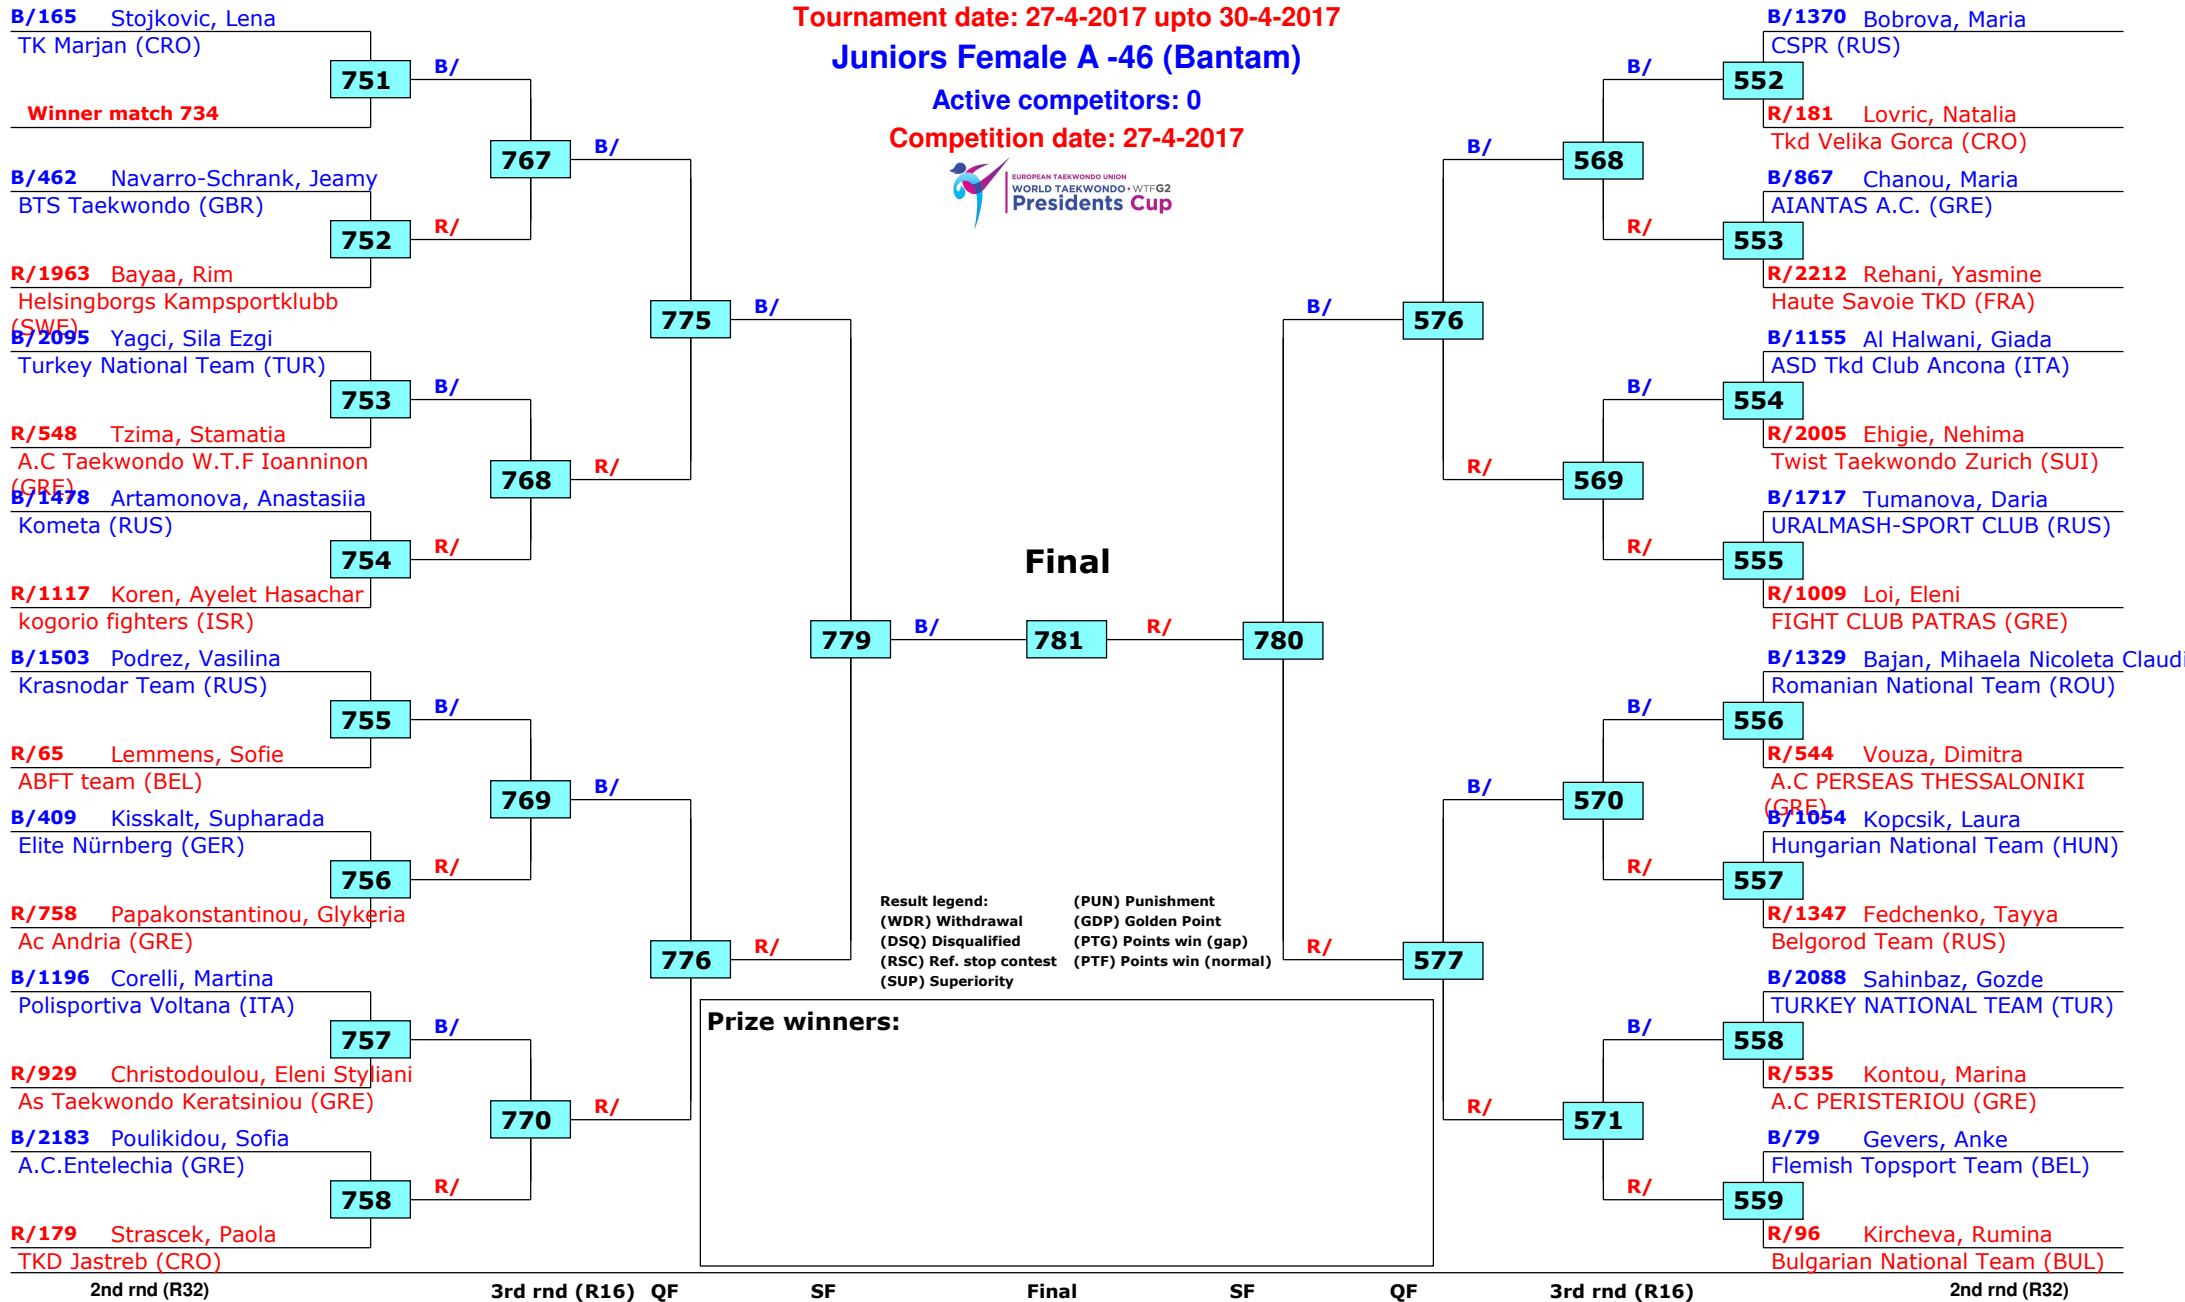 Tournament date: 27-4-2017 upto 30-4-2017
Juniors Female A -46 (Bantam)
Active competitors: 0
Competition date: 27-4-2017
EUROPEAN TAEKWONDO UNION
WORLD TAEKWONDO • WTFG2
Presidents Cup
B/165 Stojkovic, Lena
TK Marjan (CRO)
751
B/
Winner match 734
767
B/
B/462 Navarro-Schrank, Jeamy
BTS Taekwondo (GBR)
752
R/
R/1963 Bayaa, Rim
Helsingborgs Kampsportklubb
(SWE)
775
B/
B/2095 Yagci, Sila Ezgi
Turkey National Team (TUR)
753
B/
R/548 Tzima, Stamatia
A.C Taekwondo W.T.F Ioanninon
(GRE)
768
R/
B/1478 Artamonova, Anastasiia
Kometa (RUS)
754
R/
R/1117 Koren, Ayelet Hasachar
kogorio fighters (ISR)
779
B/
B/1503 Podrez, Vasilina
Krasnodar Team (RUS)
755
B/
R/65 Lemmens, Sofie
ABFT team (BEL)
769
B/
B/409 Kisskalt, Supharada
Elite Nürnberg (GER)
756
R/
R/758 Papakonstantinou, Glykeria
Ac Andria (GRE)
776
R/
B/1196 Corelli, Martina
Polisportiva Voltana (ITA)
757
B/
R/929 Christodoulou, Eleni Styliani
As Taekwondo Keratsiniou (GRE)
770
R/
B/2183 Poulikidou, Sofia
A.C.Entelechia (GRE)
758
R/
R/179 Strascek, Paola
TKD Jastreb (CRO)
Final
781
R/
780
B/1370 Bobrova, Maria
CSPR (RUS)
B/
552
R/181 Lovric, Natalia
Tkd Velika Gorca (CRO)
B/
568
B/867 Chanou, Maria
AIANTAS A.C. (GRE)
R/
553
R/2212 Rehani, Yasmine
Haute Savoie TKD (FRA)
B/
576
B/1155 Al Halwani, Giada
ASD Tkd Club Ancona (ITA)
B/
554
R/2005 Ehigie, Nehima
Twist Taekwondo Zurich (SUI)
R/
569
B/1717 Tumanova, Daria
URALMASH-SPORT CLUB (RUS)
R/
555
R/1009 Loi, Eleni
FIGHT CLUB PATRAS (GRE)
B/1329 Bajan, Mihaela Nicoleta Claudi
Romanian National Team (ROU)
B/
556
R/544 Vouza, Dimitra
A.C PERSEAS THESSALONIKI
(GRE)
B/
570
B/1054 Kopcsik, Laura
Hungarian National Team (HUN)
R/
557
R/1347 Fedchenko, Tayya
Belgorod Team (RUS)
R/
577
B/2088 Sahinbaz, Gozde
TURKEY NATIONAL TEAM (TUR)
B/
558
R/535 Kontou, Marina
A.C PERISTERIOU (GRE)
R/
571
B/79 Gevers, Anke
Flemish Topsport Team (BEL)
R/
559
R/96 Kircheva, Rumina
Bulgarian National Team (BUL)
Result legend: (PUN) Punishment
(WDR) Withdrawal (GDP) Golden Point
(DSQ) Disqualified (PTG) Points win (gap)
(RSC) Ref. stop contest (PTF) Points win (normal)
(SUP) Superiority
Prize winners:
2nd rnd (R32) 3rd rnd (R16) QF SF Final SF QF 3rd rnd (R16) 2nd rnd (R32)